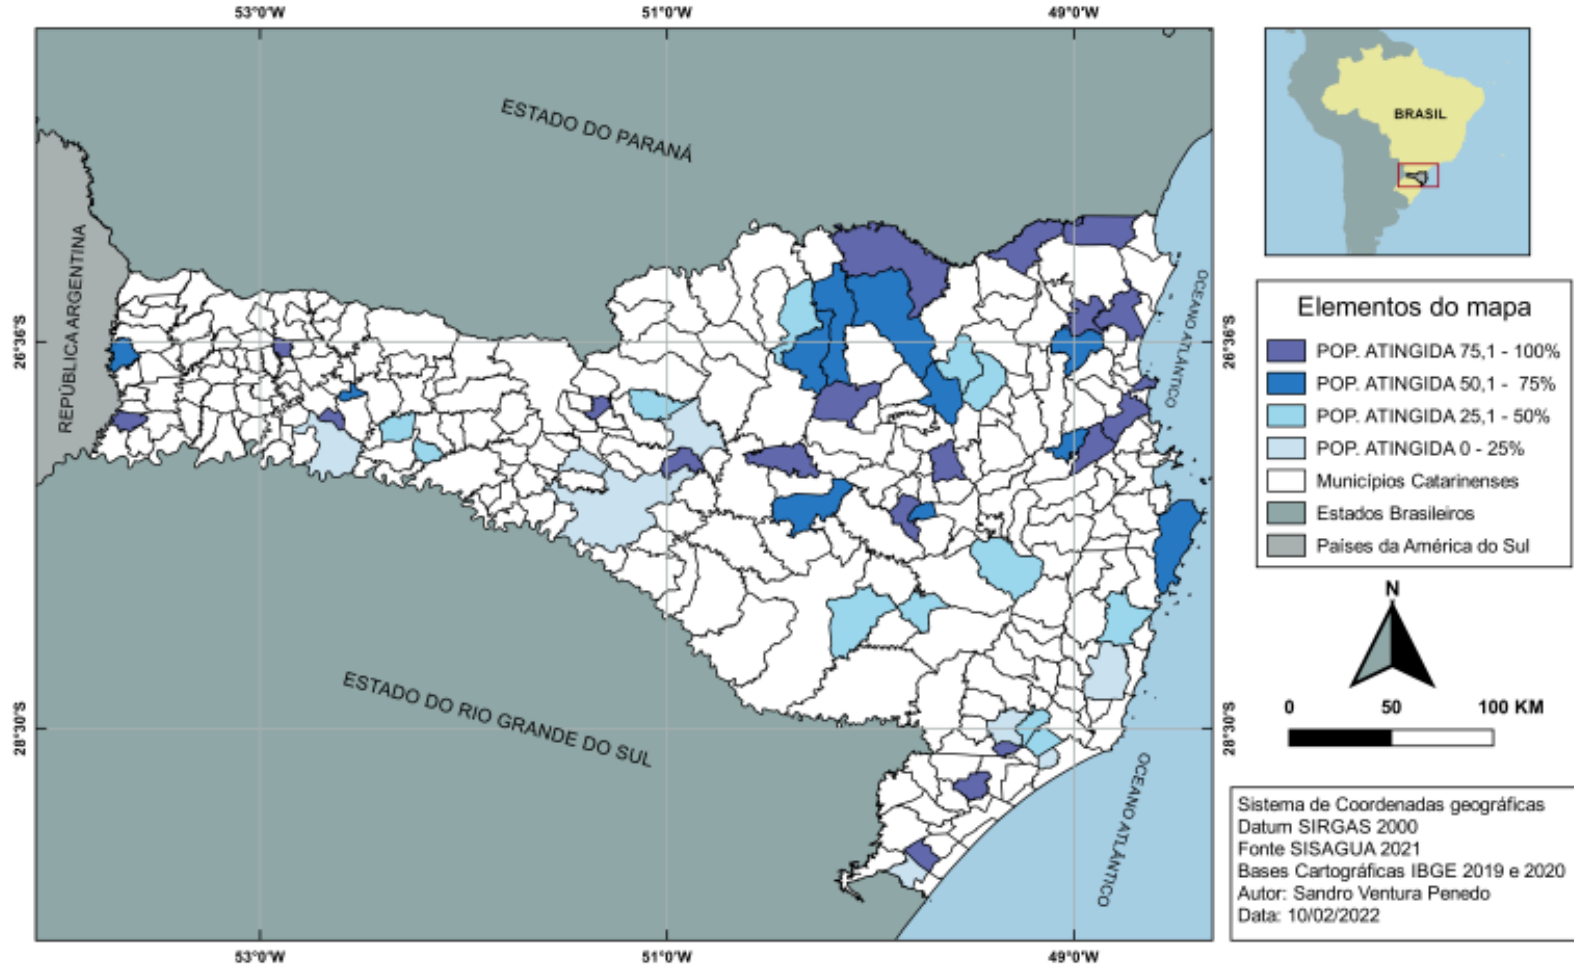 53°0'W
51°0'W
49°0'W
ESTADO DO PARANÁ
REPÚBLICA ARGENTINA
OCEANO ATLÂNTICO
26°36'S
26°36'S
ESTADO DO RIO GRANDE DO SUL
28°30'S
28°30'S
OCEANO ATLÂNTICO
53°0'W
51°0'W
49°0'W
BRASIL
Elementos do mapa
POP. ATINGIDA 75,1 - 100%
POP. ATINGIDA 50,1 - 75%
POP. ATINGIDA 25,1 - 50%
POP. ATINGIDA 0 - 25%
Municípios Catarinenses
Estados Brasileiros
Países da América do Sul
N
0 50 100 KM
Sistema de Coordenadas geográficas
Datum SIRGAS 2000
Fonte SISAGUA 2021
Bases Cartográficas IBGE 2019 e 2020
Autor: Sandro Ventura Penedo
Data: 10/02/2022